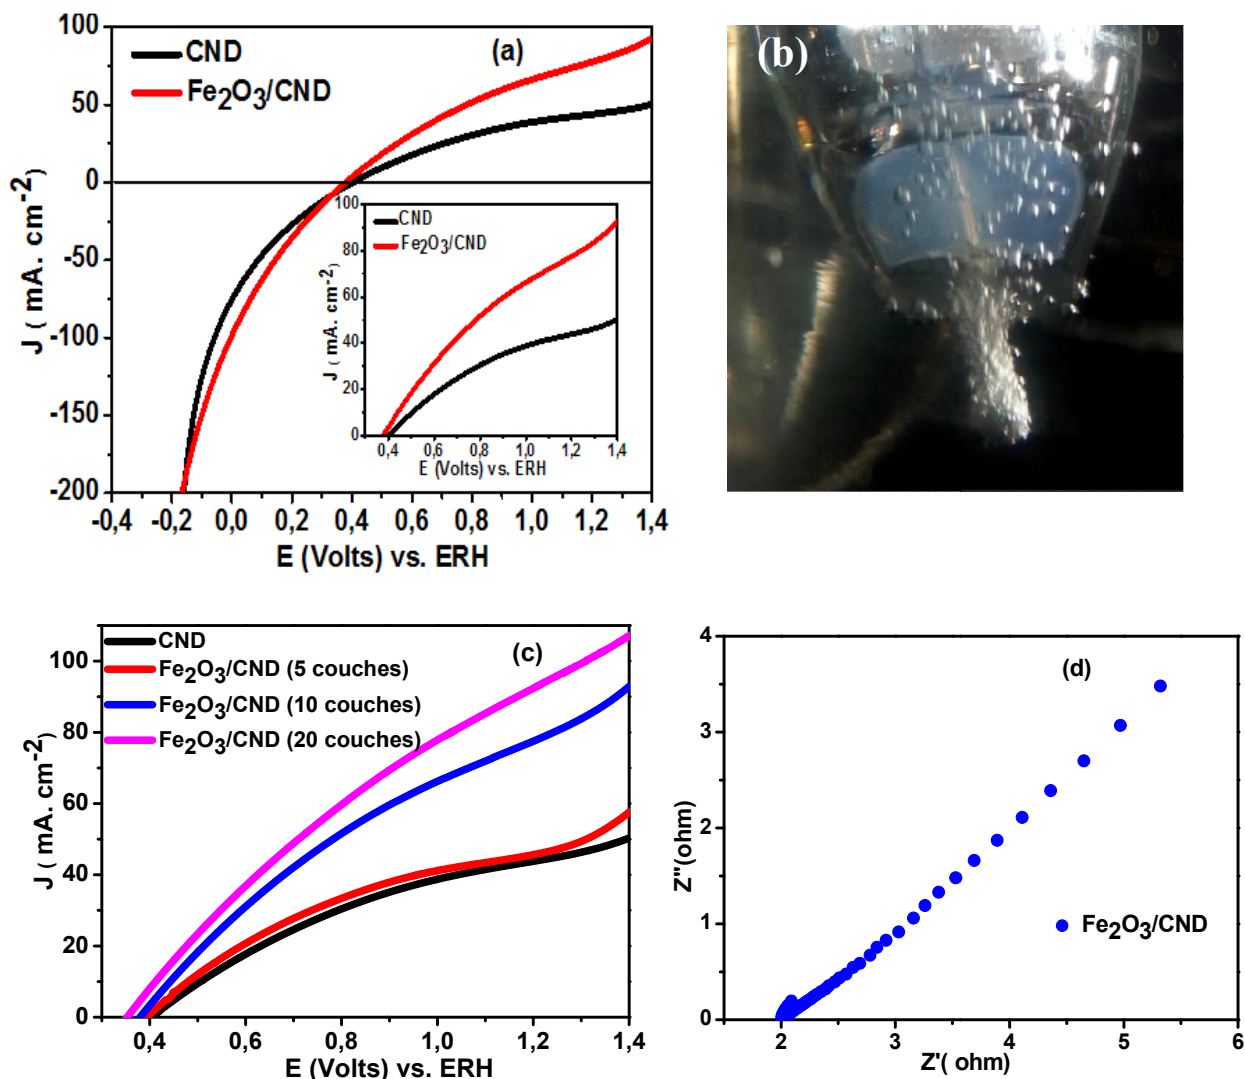 (a)
CND
Fe₂O₃/CND
100
50
0
-50
-100
-150
-200
J ( mA. cm⁻²)
-0,4 -0,2 0,0 0,2 0,4 0,6 0,8 1,0 1,2 1,4
E (Volts) vs. ERH
CND
Fe₂O₃/CND
100
80
60
40
20
0
J ( mA. cm⁻²)
0,4 0,6 0,8 1,0 1,2 1,4
E (Volts) vs. ERH
(b)
(c)
CND
Fe₂O₃/CND (5 couches)
Fe₂O₃/CND (10 couches)
Fe₂O₃/CND (20 couches)
100
80
60
40
20
0
J ( mA. cm⁻²)
0,4 0,6 0,8 1,0 1,2 1,4
E (Volts) vs. ERH
(d)
4
3
2
1
0
Z"(ohm)
Fe₂O₃/CND
2 3 4 5 6
Z'( ohm)